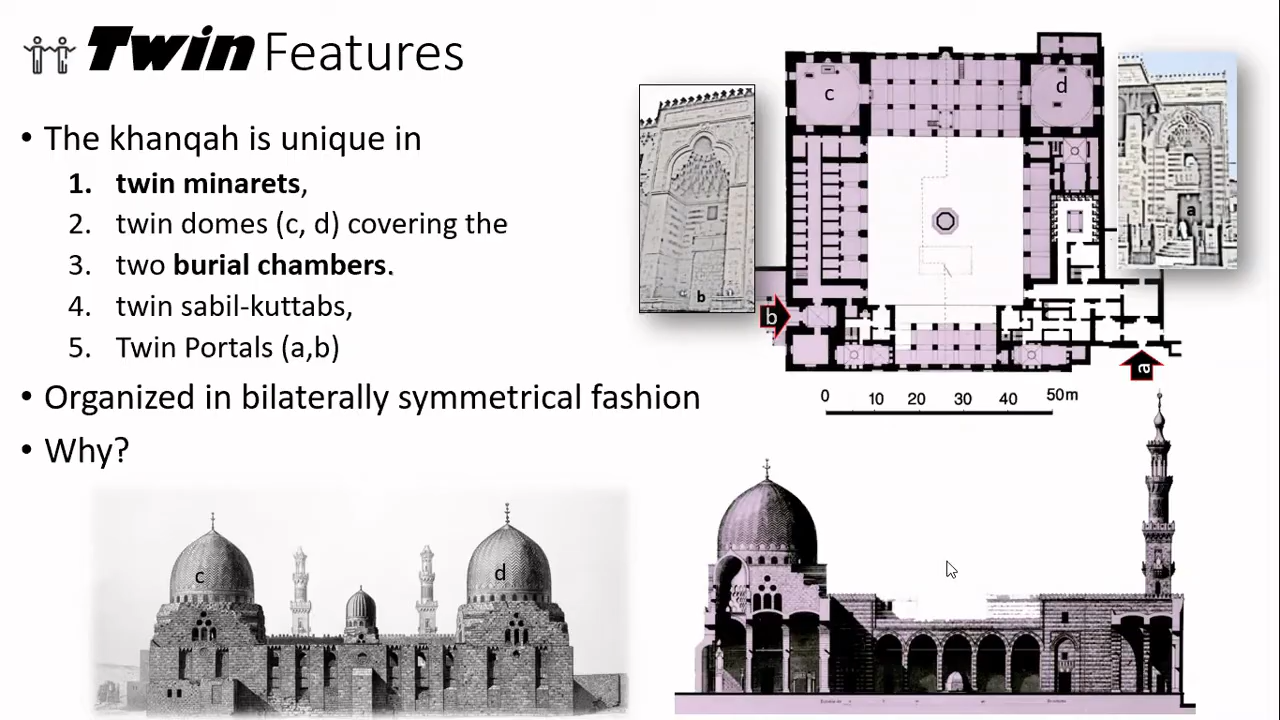 Twin Features
• The khanqah is unique in
1. twin minarets,
2. twin domes (c, d) covering the
3. two burial chambers.
4. twin sabil-kuttabs,
5. Twin Portals (a,b)
• Organized in bilaterally symmetrical fashion
• Why?
b
c
d
a
b
a
0 10 20 30 40 50m
c
d